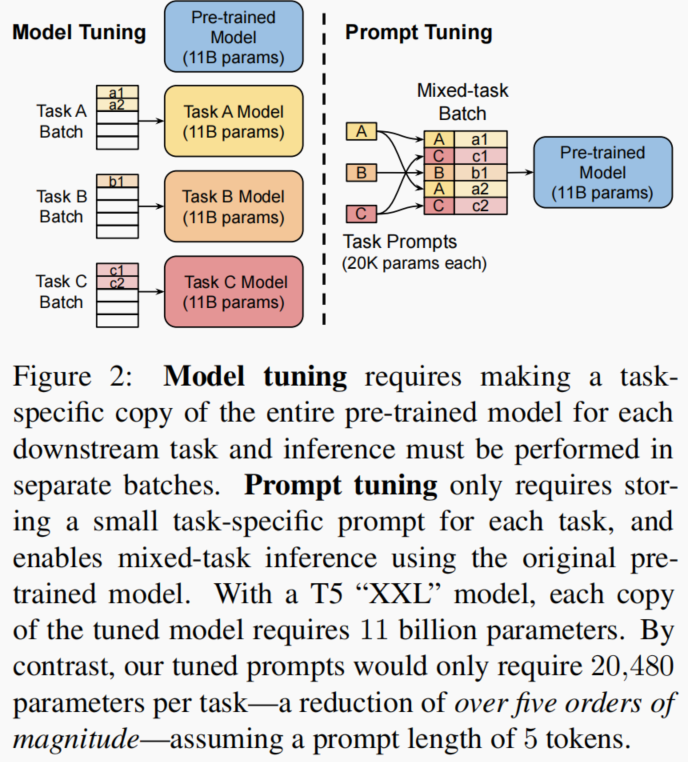 Model Tuning
Pre-trained
Model
(11B params)
Task A
Batch
a1
a2
Task A Model
(11B params)
Task B
Batch
b1
Task B Model
(11B params)
Task C
Batch
c1
c2
Task C Model
(11B params)
Prompt Tuning
Mixed-task
Batch
A
B
C
A a1
C c1
B b1
A a2
C c2
Task Prompts
(20K params each)
Pre-trained
Model
(11B params)
Figure 2: Model tuning requires making a task-
specific copy of the entire pre-trained model for each
downstream task and inference must be performed in
separate batches. Prompt tuning only requires stor-
ing a small task-specific prompt for each task, and
enables mixed-task inference using the original pre-
trained model. With a T5 “XXL” model, each copy
of the tuned model requires 11 billion parameters. By
contrast, our tuned prompts would only require 20,480
parameters per task—a reduction of over five orders of
magnitude—assuming a prompt length of 5 tokens.